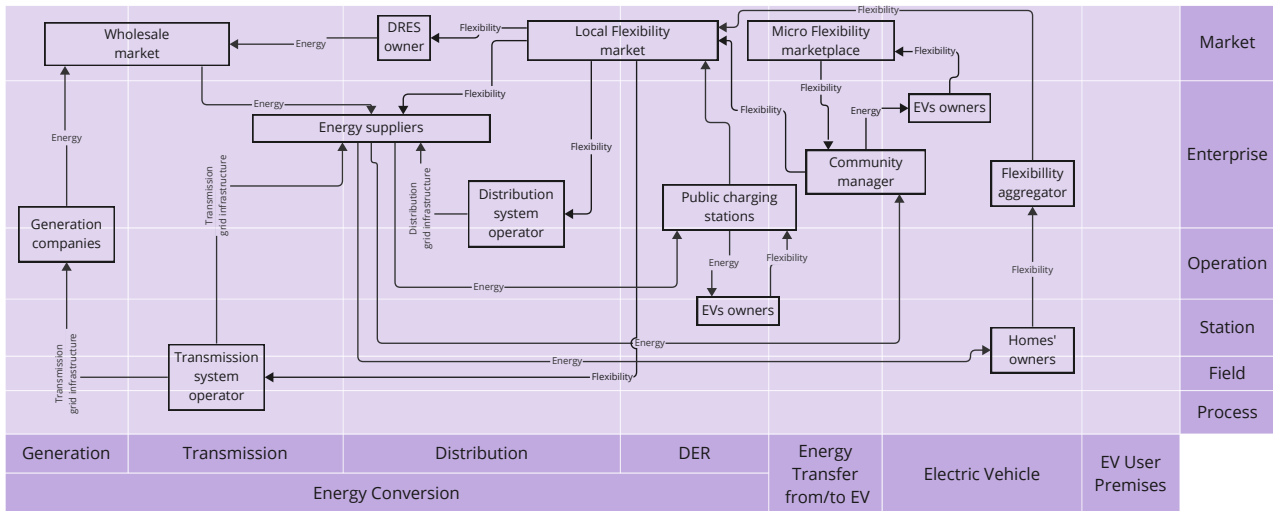 Wholesale
market
Energy
DRES
owner
Flexibility
Local Flexibility
market
Micro Flexibility
marketplace
Flexibility
Flexibility
Market
Energy
Flexibility
Flexibility
Flexibility
Energy
EVs owners
Energy
Energy suppliers
Flexibility
Community
manager
Enterprise
Transmission
grid infrastructure
Distribution
grid infrastructure
Distribution
system
operator
Public charging
stations
Flexibillity
aggregator
Generation
companies
Energy
Flexibility
Flexibility
Operation
Energy
EVs owners
Station
Transmission
grid infrastructure
Transmission
system
operator
Energy
Energy
Flexibility
Homes'
owners
Field
Process
Generation
Transmission
Distribution
DER
Energy
Transfer
from/to EV
Electric Vehicle
EV User
Premises
Energy Conversion